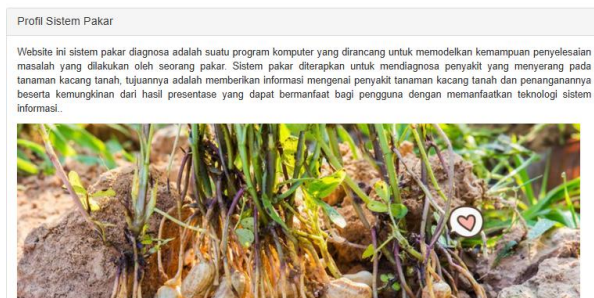 Profil Sistem Pakar
Website ini sistem pakar diagnosa adalah suatu program komputer yang dirancang untuk memodelkan kemampuan penyelesaian
masalah yang dilakukan oleh seorang pakar. Sistem pakar diterapkan untuk mendiagnosa penyakit yang menyerang pada
tanaman kacang tanah, tujuannya adalah memberikan informasi mengenai penyakit tanaman kacang tanah dan penanganannya
beserta kemungkinan dari hasil presentase yang dapat bermanfaat bagi pengguna dengan memanfaatkan teknologi sistem
informasi..